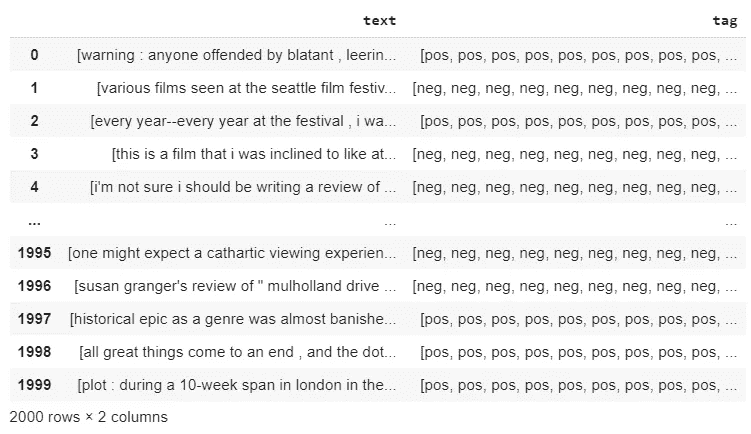 text tag
0 [warning : anyone offended by blatant , leerin... [pos, pos, pos, pos, pos, pos, pos, pos, pos, ...
1 [various films seen at the seattle film festiv... [neg, neg, neg, neg, neg, neg, neg, neg, neg, ...
2 [every year--every year at the festival , i wa... [pos, pos, pos, pos, pos, pos, pos, pos, pos, ...
3 [this is a film that i was inclined to like at... [neg, neg, neg, neg, neg, neg, neg, neg, neg, ...
4 [i'm not sure i should be writing a review of ... [neg, neg, neg, neg, neg, neg, neg, neg, neg, ...
... ... ...
1995 [one might expect a cathartic viewing experien... [neg, neg, neg, neg, neg, neg, neg, neg, neg, ...
1996 [susan granger's review of " mulholland drive ... [neg, neg, neg, neg, neg, neg, neg, neg, neg, ...
1997 [historical epic as a genre was almost banishe... [pos, pos, pos, pos, pos, pos, pos, pos, pos, ...
1998 [all great things come to an end , and the dot... [pos, pos, pos, pos, pos, pos, pos, pos, pos, ...
1999 [plot : during a 10-week span in london in the... [pos, pos, pos, pos, pos, pos, pos, pos, pos, ...
2000 rows × 2 columns